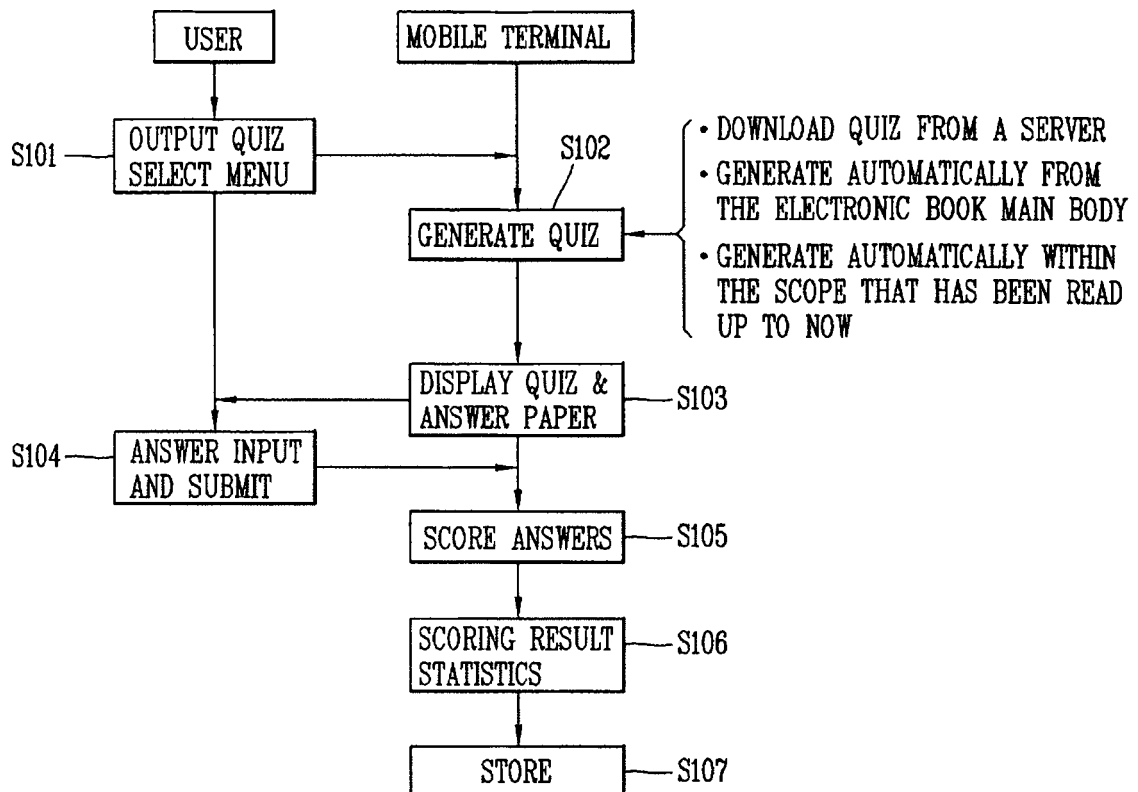 USER
MOBILE TERMINAL
S101
OUTPUT QUIZ
SELECT MENU
S102
GENERATE QUIZ
• DOWNLOAD QUIZ FROM A SERVER
• GENERATE AUTOMATICALLY FROM
THE ELECTRONIC BOOK MAIN BODY
• GENERATE AUTOMATICALLY WITHIN
THE SCOPE THAT HAS BEEN READ
UP TO NOW
DISPLAY QUIZ &
ANSWER PAPER
S103
S104
ANSWER INPUT
AND SUBMIT
SCORE ANSWERS
S105
SCORING RESULT
STATISTICS
S106
STORE
S107